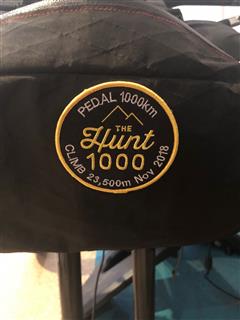 PEDAL 1000km
THE
Hunt
1000
CLIMB 23,500m Nov 2018